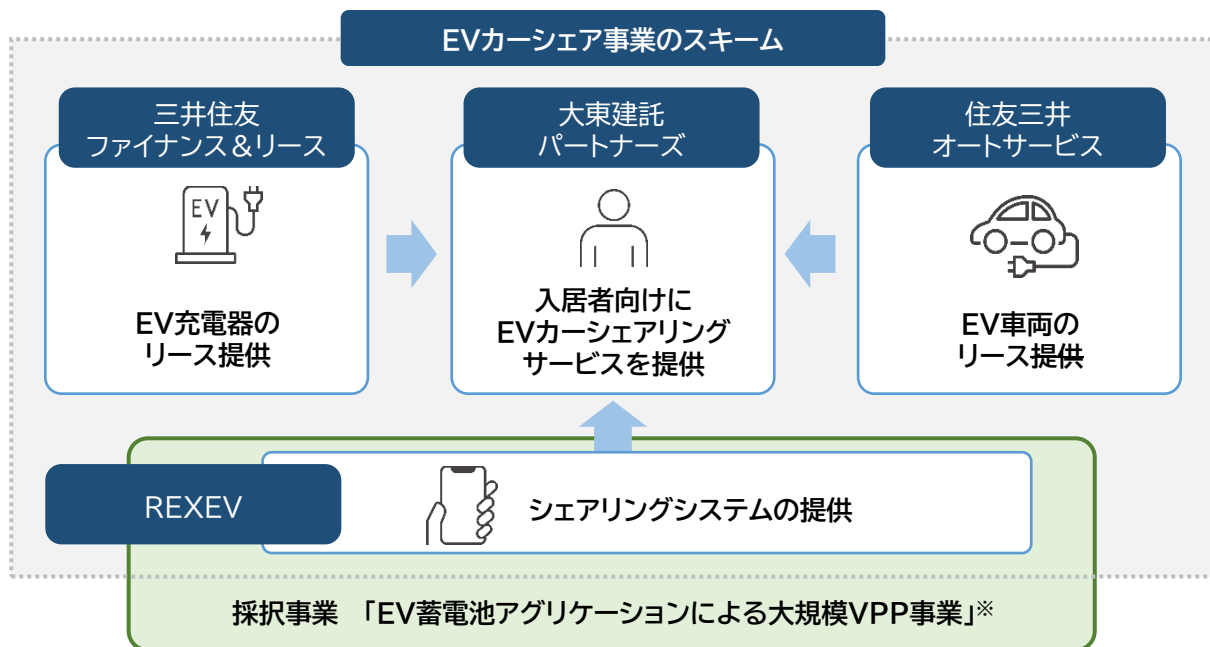 EVカーシェア事業のスキーム
三井住友
ファイナンス&リース
大東建託
パートナーズ
住友三井
オートサービス
EV
EV充電器の
リース提供
入居者向けに
EVカーシェアリング
サービスを提供
EV車両の
リース提供
REXEV
シェアリングシステムの提供
採択事業 「EV蓄電池アグリケーションによる大規模VPP事業」※